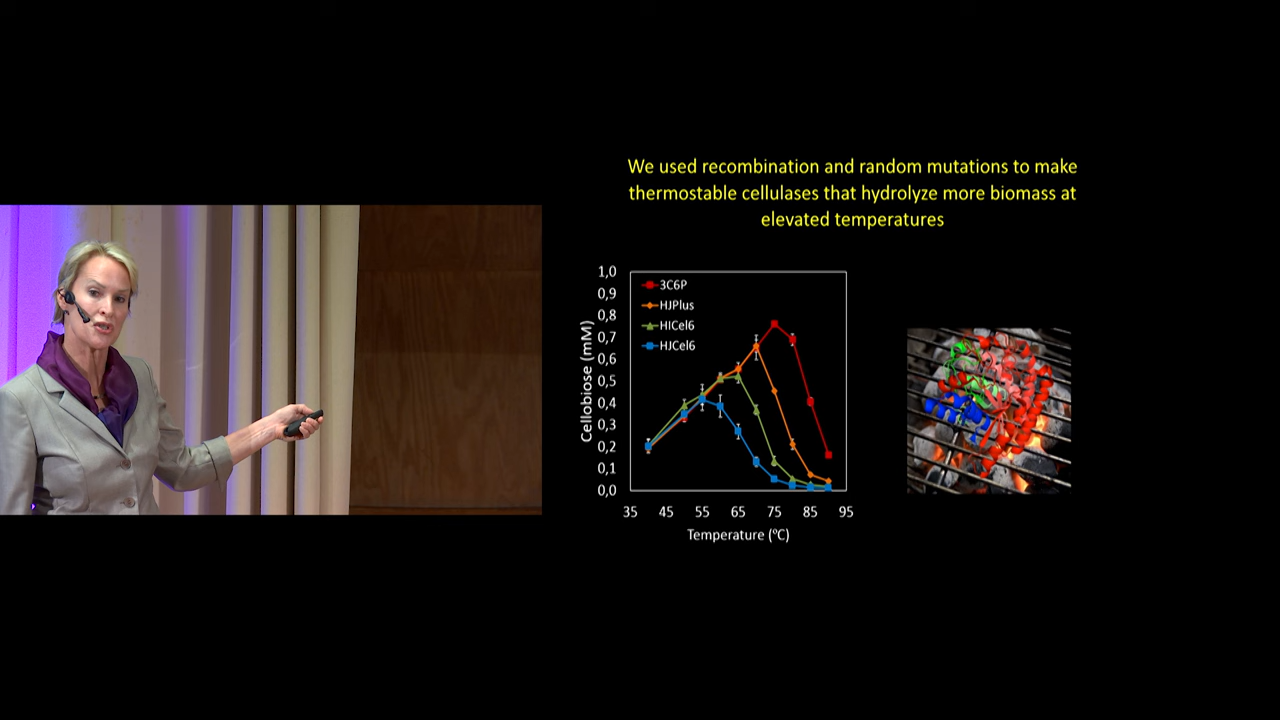 We used recombination and random mutations to make
thermostable cellulases that hydrolyze more biomass at
elevated temperatures
1,0
0,9
0,8
0,7
0,6
0,5
0,4
0,3
0,2
0,1
0,0
Cellobiose (mM)
3C6P
HJPlus
HICel6
HJCel6
35 45 55 65 75 85 95
Temperature (°C)